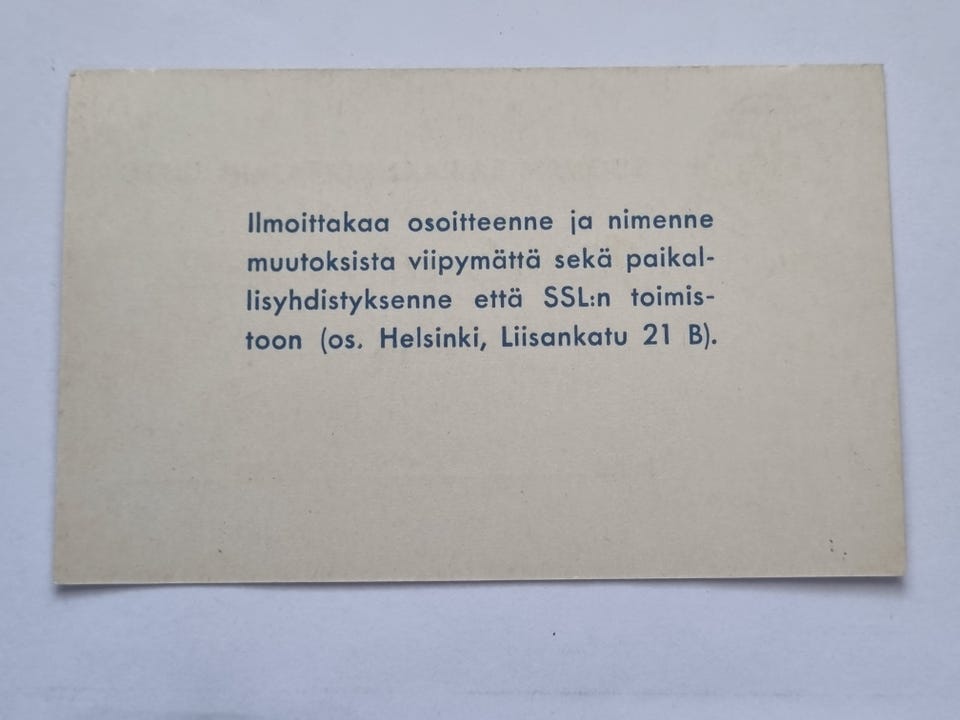 Ilmoittakaa osoitteenne ja nimenne
muutoksista viipymättä sekä paikal-
lisyhdistyksenne että SSL:n toimis-
toon (os. Helsinki, Liisankatu 21 B).